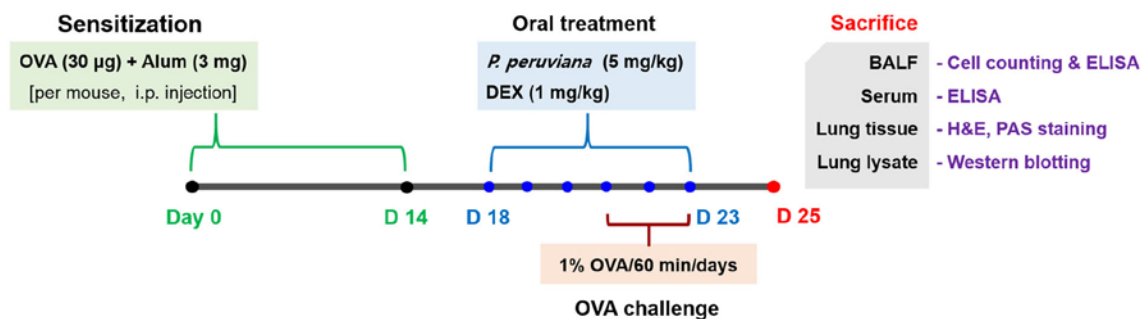 Sensitization
OVA (30 μg) + Alum (3 mg)
[per mouse, i.p. injection]
Oral treatment
P. peruviana (5 mg/kg)
DEX (1 mg/kg)
Sacrifice
BALF - Cell counting & ELISA
Serum - ELISA
Lung tissue - H&E, PAS staining
Lung lysate - Western blotting
Day 0
D 14
D 18
D 23
D 25
1% OVA/60 min/days
OVA challenge